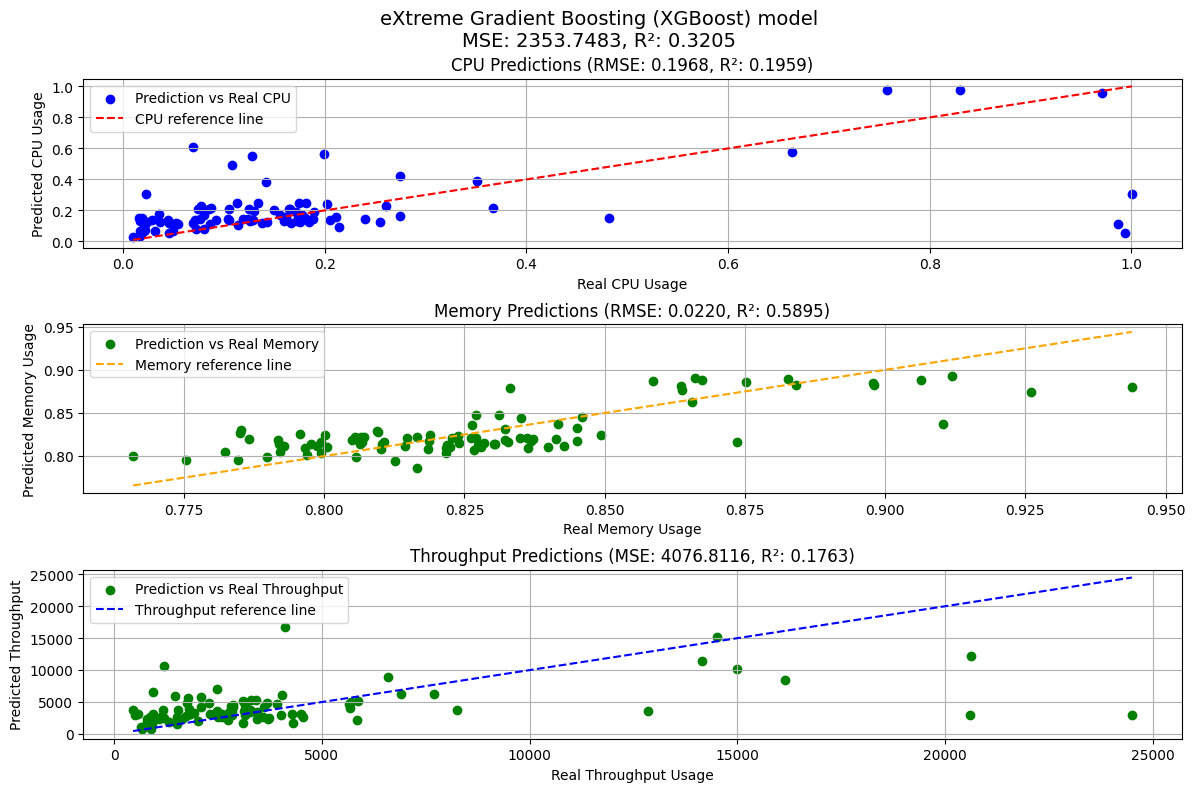 eXtreme Gradient Boosting (XGBoost) model
MSE: 2353.7483, R²: 0.3205
CPU Predictions (RMSE: 0.1968, R²: 0.1959)
Predicted CPU Usage
1.0
0.8
0.6
0.4
0.2
0.0
Prediction vs Real CPU
CPU reference line
0.0 0.2 0.4 0.6 0.8 1.0
Real CPU Usage
Memory Predictions (RMSE: 0.0220, R²: 0.5895)
Predicted Memory Usage
0.95
0.90
0.85
0.80
Prediction vs Real Memory
Memory reference line
0.775 0.800 0.825 0.850 0.875 0.900 0.925 0.950
Real Memory Usage
Throughput Predictions (MSE: 4076.8116, R²: 0.1763)
Predicted Throughput
25000
20000
15000
10000
5000
0
Prediction vs Real Throughput
Throughput reference line
0 5000 10000 15000 20000 25000
Real Throughput Usage